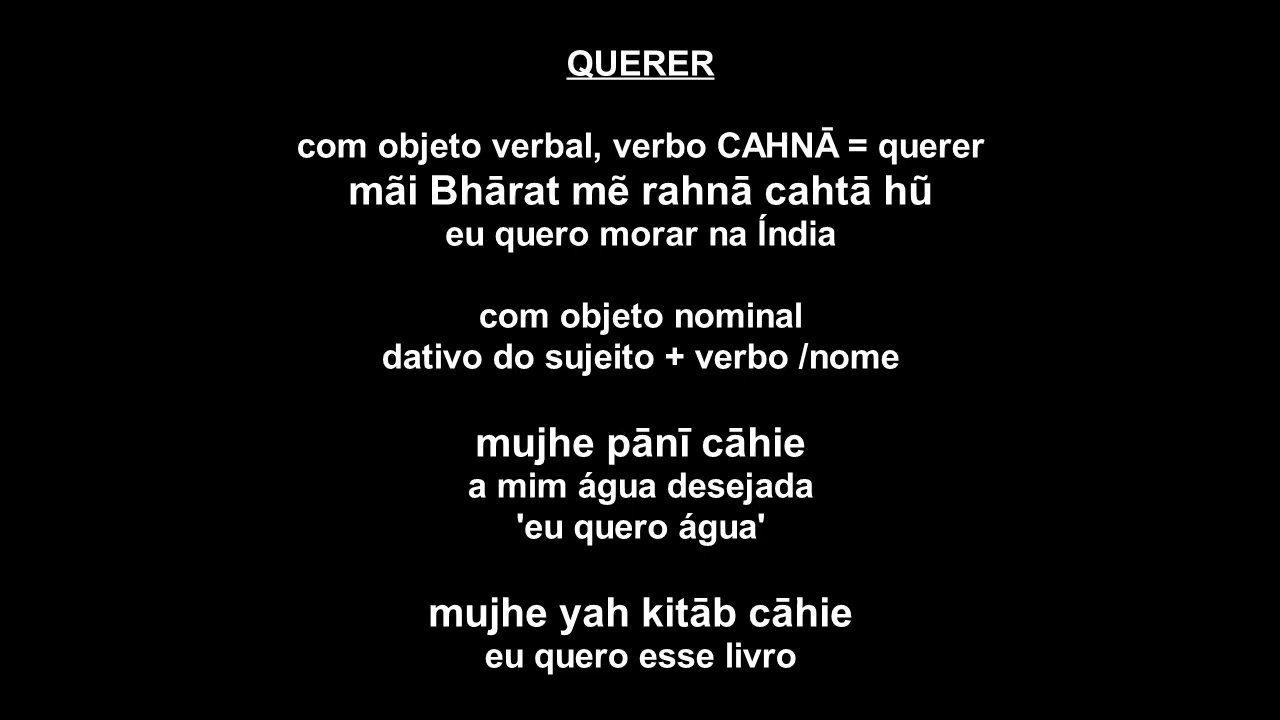 QUERER
com objeto verbal, verbo CAHNĀ = querer
mãi Bhārat mẽ rahnā cahtā hũ
eu quero morar na Índia
com objeto nominal
dativo do sujeito + verbo /nome
mujhe pānī cāhie
a mim água desejada
'eu quero água'
mujhe yah kitāb cāhie
eu quero esse livro